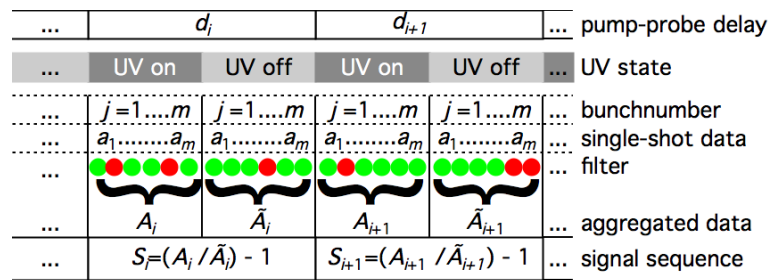 ... d_i d_{i+1} ... pump-probe delay
... UV on UV off UV on UV off ... UV state
... j=1....m j=1....m j=1....m j=1....m ... bunchnumber
... a_1........a_m a_1........a_m a_1........a_m a_1........a_m ... single-shot data
... ... filter
... A_i Ã_i A_{i+1} Ã_{i+1} ... aggregated data
... S_i=(A_i /Ã_i) - 1 S_{i+1}=(A_{i+1} /Ã_{i+1}) - 1 ... signal sequence